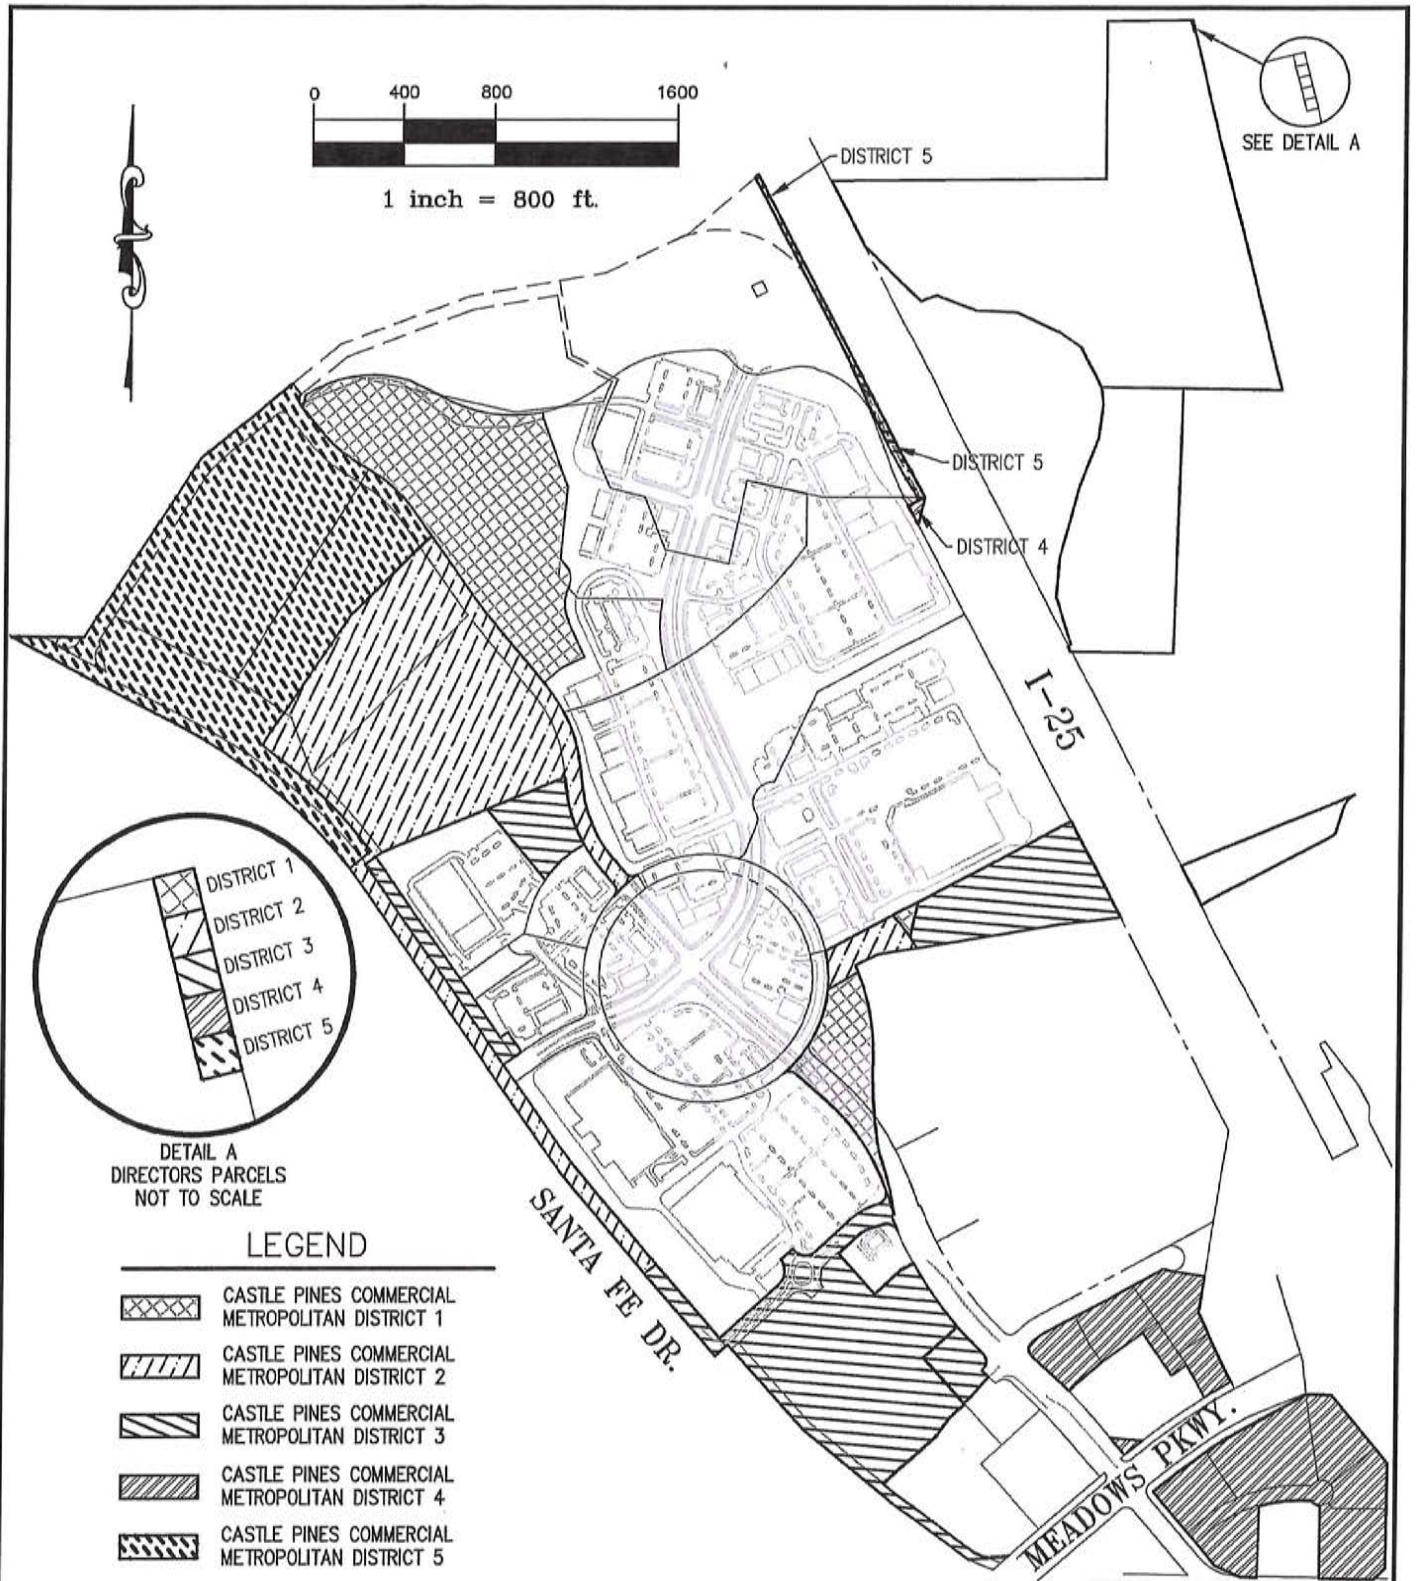 0 400 800 1600
1 inch = 800 ft.
SEE DETAIL A
DISTRICT 5
DISTRICT 5
DISTRICT 4
I-25
DISTRICT 1
DISTRICT 2
DISTRICT 3
DISTRICT 4
DISTRICT 5
DETAIL A
DIRECTORS PARCELS
NOT TO SCALE
SANTA FE DR.
MEADOWS PKWY.
LEGEND
CASTLE PINES COMMERCIAL
METROPOLITAN DISTRICT 1
CASTLE PINES COMMERCIAL
METROPOLITAN DISTRICT 2
CASTLE PINES COMMERCIAL
METROPOLITAN DISTRICT 3
CASTLE PINES COMMERCIAL
METROPOLITAN DISTRICT 4
CASTLE PINES COMMERCIAL
METROPOLITAN DISTRICT 5